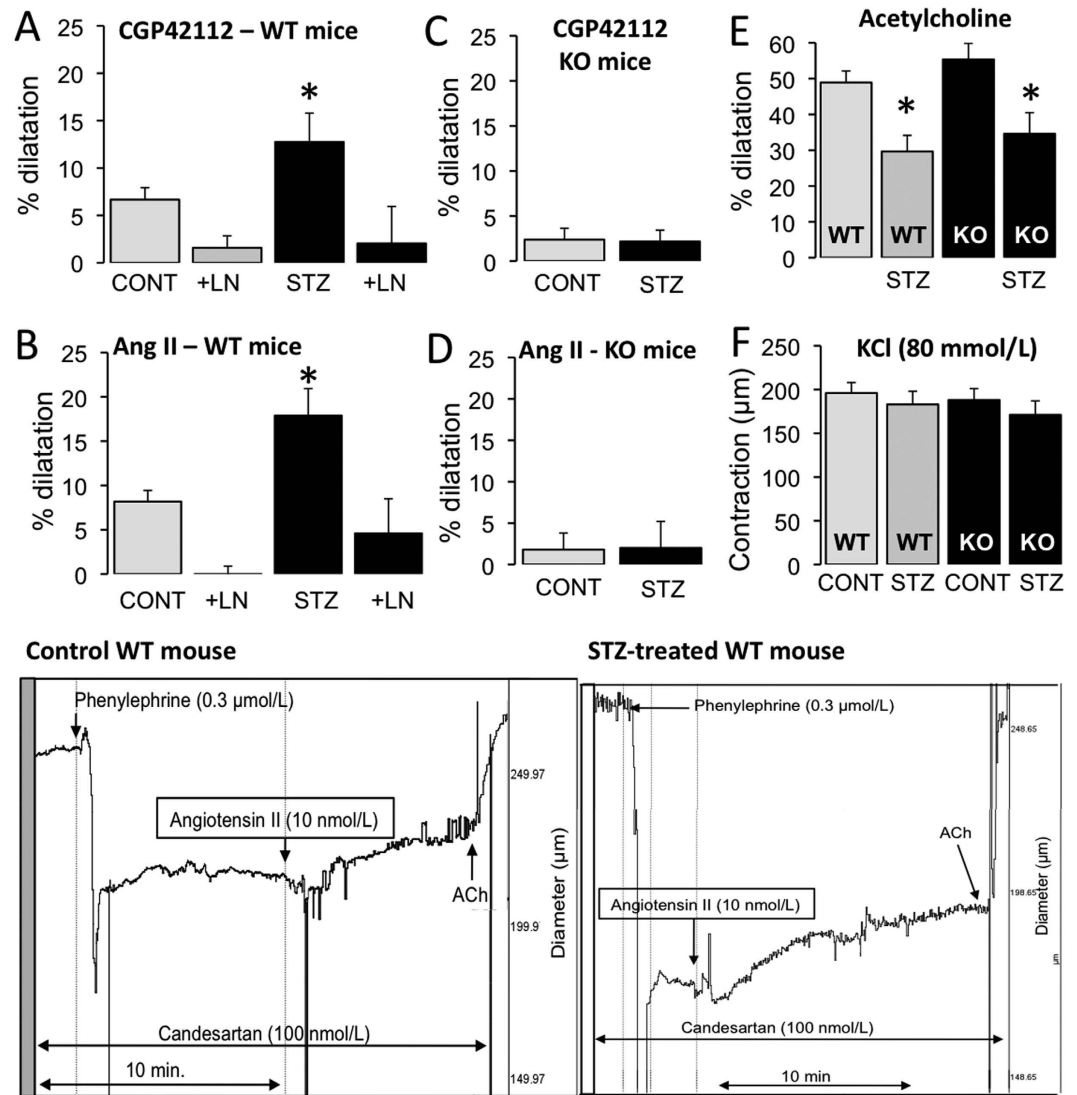 A
CGP42112 – WT mice
% dilatation
25
20
15
10
5
0
*
CONT +LN STZ +LN
B
Ang II – WT mice
% dilatation
25
20
15
10
5
0
*
CONT +LN STZ +LN
C
CGP42112
KO mice
% dilatation
25
20
15
10
5
0
CONT STZ
D
Ang II - KO mice
% dilatation
25
20
15
10
5
0
CONT STZ
E
Acetylcholine
% dilatation
60
50
40
30
20
10
0
* *
WT WT KO KO
STZ STZ
F
KCl (80 mmol/L)
Contraction (µm)
250
200
150
100
50
0
WT WT KO KO
CONT STZ CONT STZ
Control WT mouse
Phenylephrine (0.3 µmol/L)
Angiotensin II (10 nmol/L)
ACh
Candesartan (100 nmol/L)
10 min.
249.97
199.9
149.97
Diameter (µm)
STZ-treated WT mouse
Phenylephrine (0.3 µmol/L)
Angiotensin II (10 nmol/L)
ACh
Candesartan (100 nmol/L)
10 min
248.65
198.65
148.65
Diameter (µm)
µm